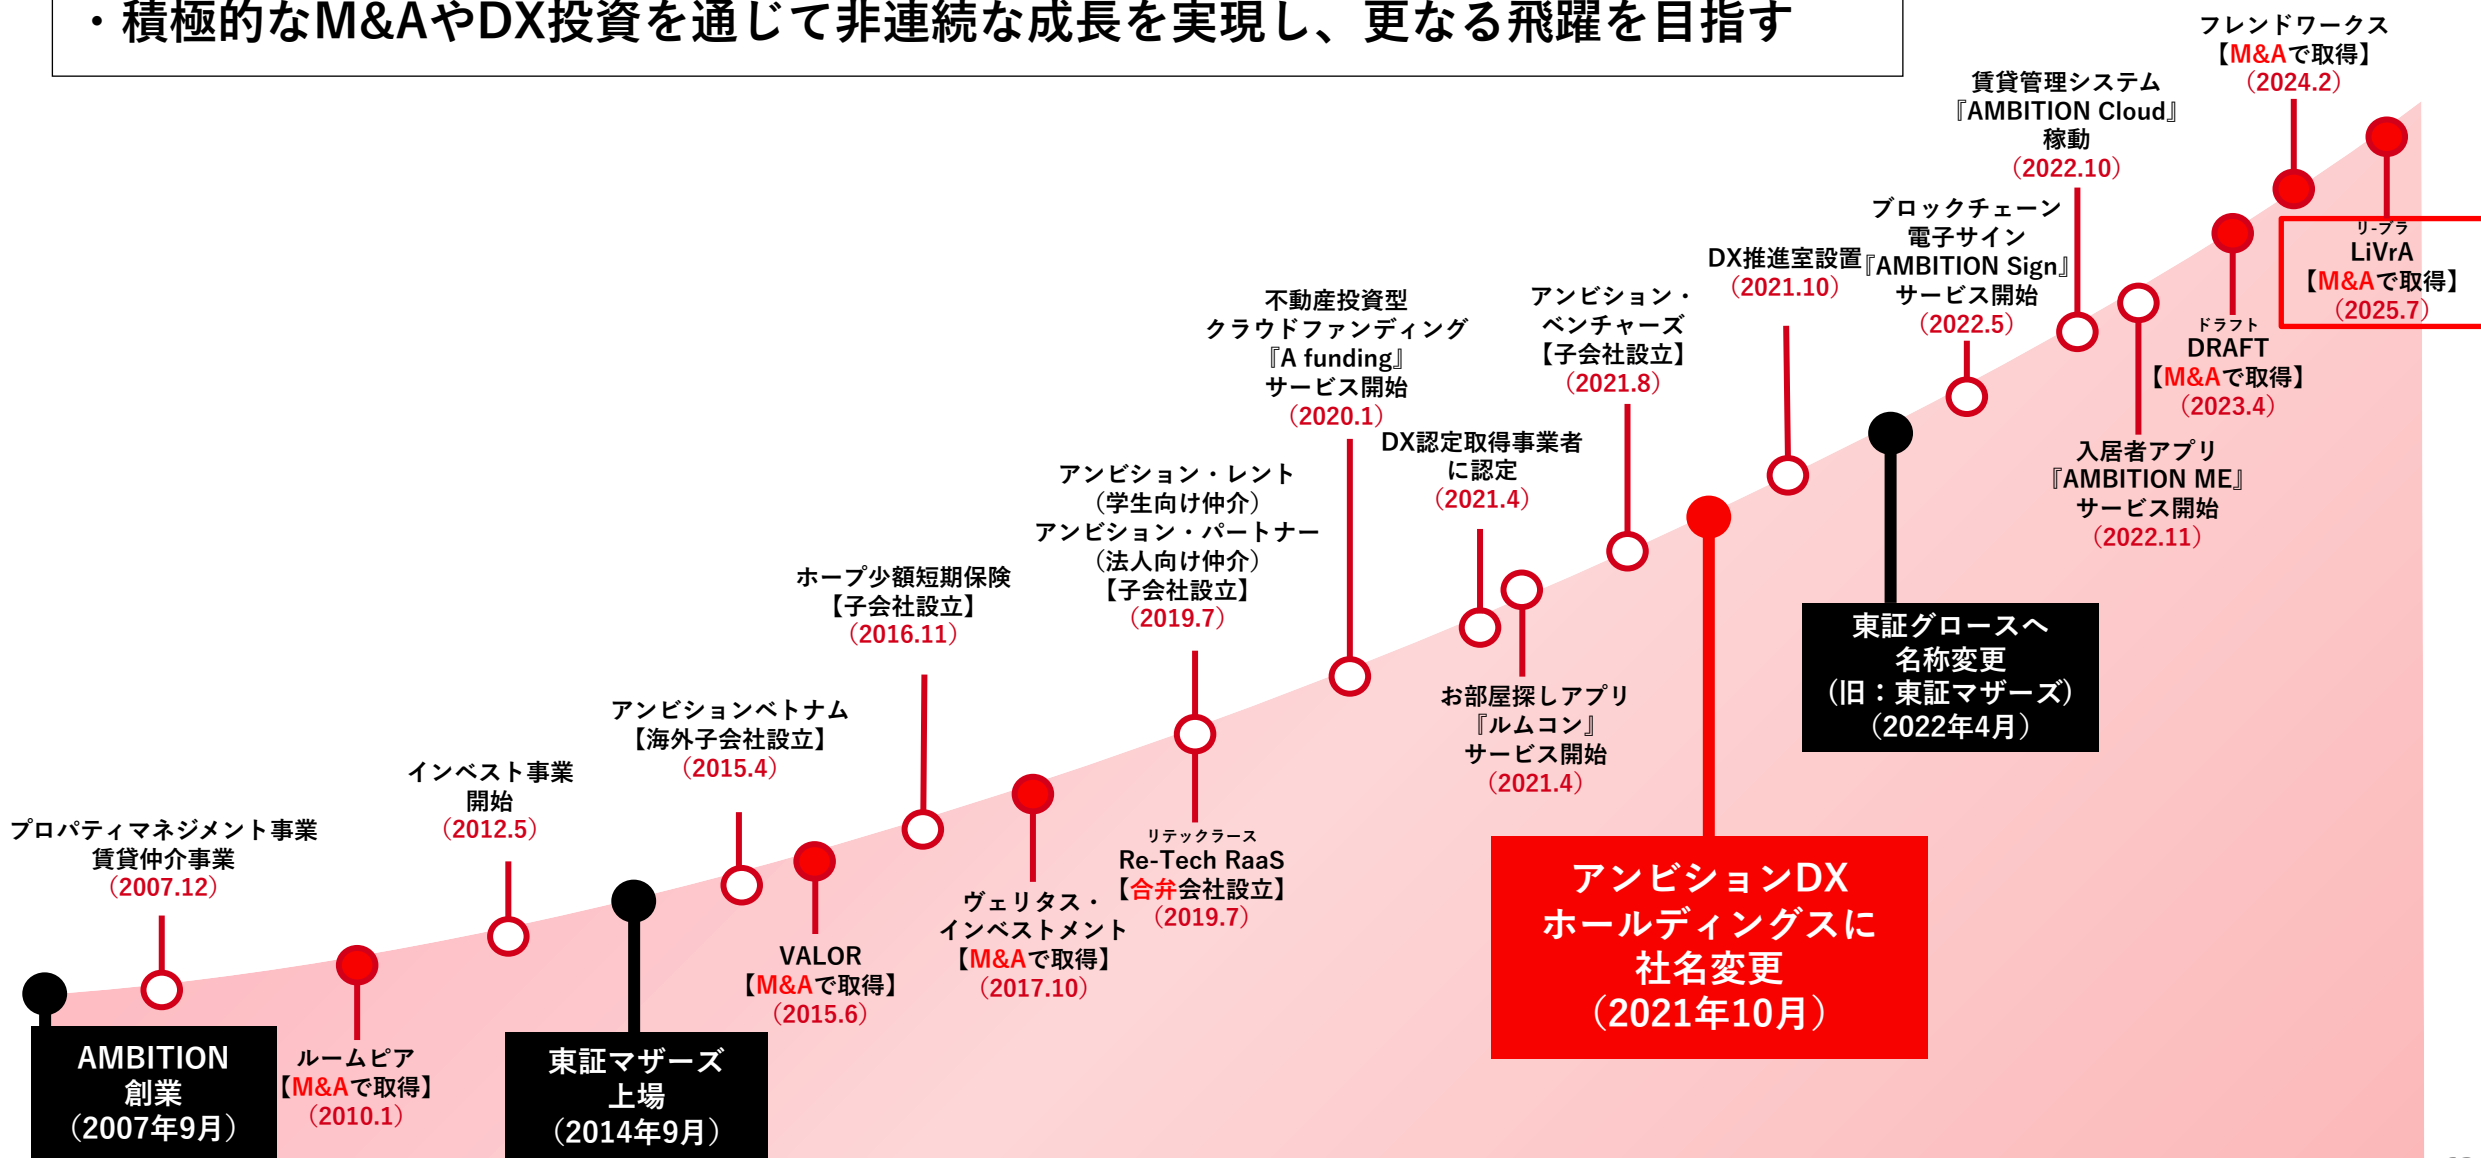 ・積極的なM&AやDX投資を通じて非連続な成長を実現し、更なる飛躍を目指す
AMBITION
創業
（2007年9月）
プロパティマネジメント事業
賃貸仲介事業
（2007.12）
ルームピア
【M&Aで取得】
（2010.1）
インベスト事業
開始
（2012.5）
東証マザーズ
上場
（2014年9月）
アンビションベトナム
【海外子会社設立】
（2015.4）
VALOR
【M&Aで取得】
（2015.6）
ホープ少額短期保険
【子会社設立】
（2016.11）
ヴェリタス・
インベストメント
【M&Aで取得】
（2017.10）
アンビション・レント
（学生向け仲介）
アンビション・パートナー
（法人向け仲介）
【子会社設立】
（2019.7）
リテックラース
Re-Tech RaaS
【合弁会社設立】
（2019.7）
不動産投資型
クラウドファンディング
『A funding』
サービス開始
（2020.1）
DX認定取得事業者
に認定
（2021.4）
お部屋探しアプリ
『ルムコン』
サービス開始
（2021.4）
アンビション・
ベンチャーズ
【子会社設立】
（2021.8）
アンビションDX
ホールディングスに
社名変更
（2021年10月）
DX推進室設置
（2021.10）
東証グロースへ
名称変更
（旧：東証マザーズ）
（2022年4月）
ブロックチェーン
電子サイン
『AMBITION Sign』
サービス開始
（2022.5）
賃貸管理システム
『AMBITION Cloud』
稼動
（2022.10）
入居者アプリ
『AMBITION ME』
サービス開始
（2022.11）
ドラフト
DRAFT
【M&Aで取得】
（2023.4）
フレンドワークス
【M&Aで取得】
（2024.2）
リ-ブラ
LiVrA
【M&Aで取得】
（2025.7）